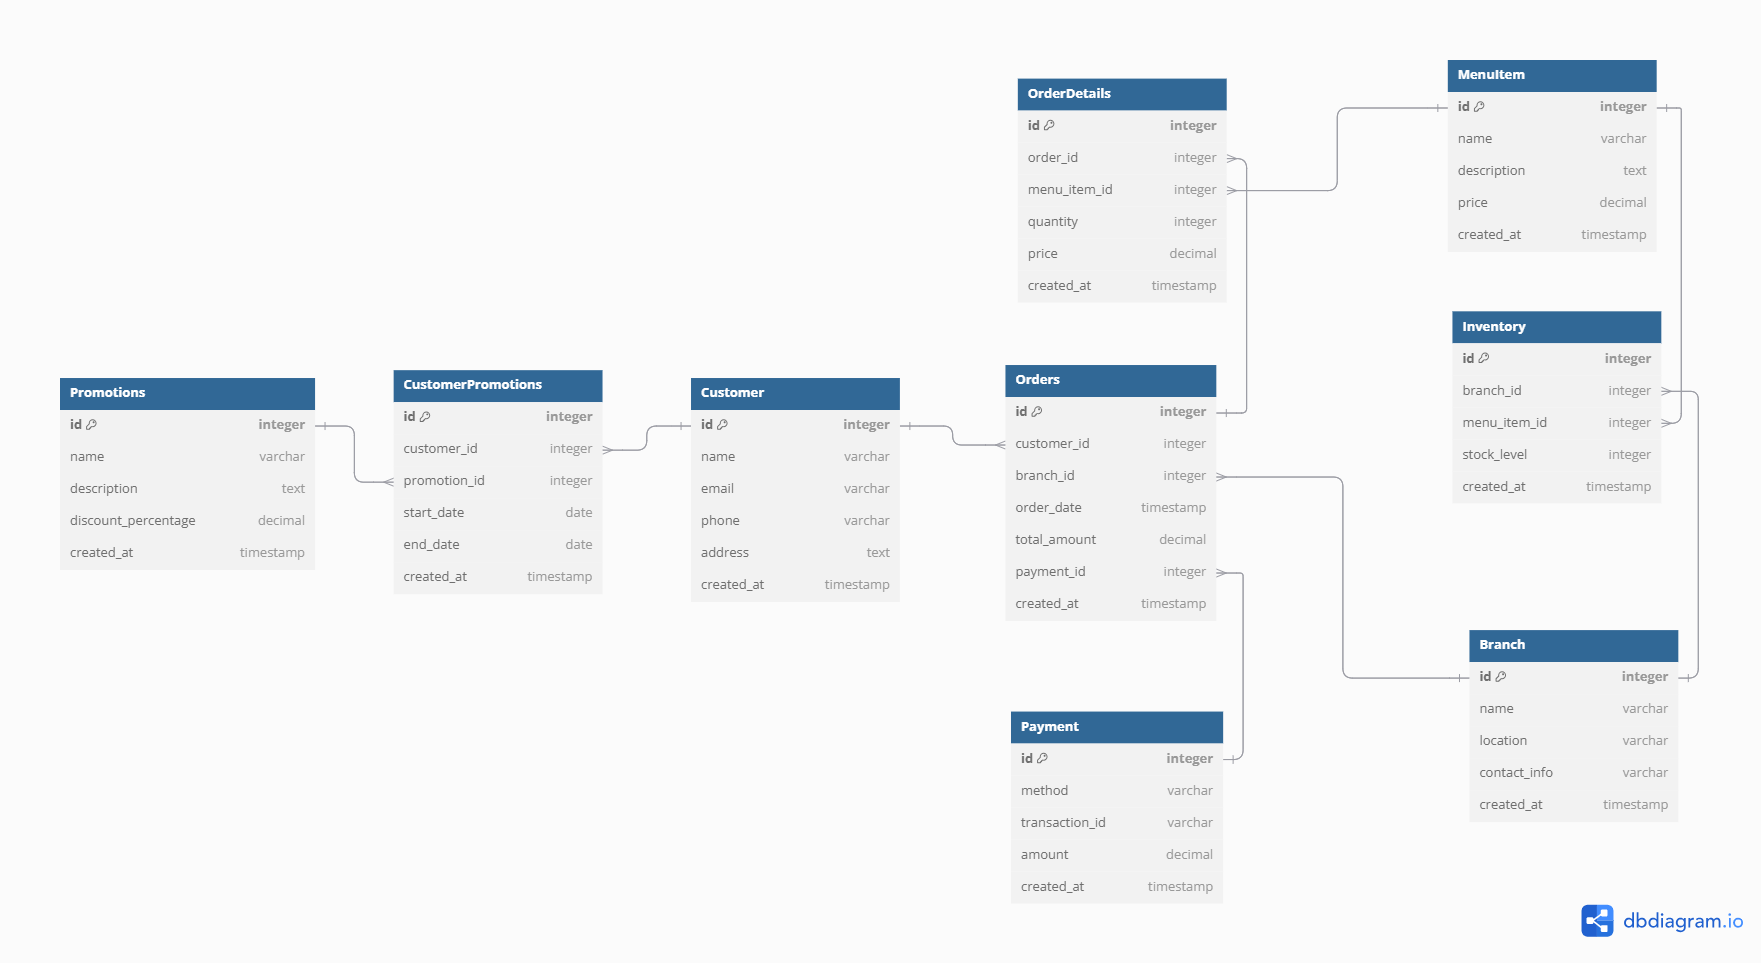 OrderDetails
id integer
order_id integer
menu_item_id integer
quantity integer
price decimal
created_at timestamp
MenuItem
id integer
name varchar
description text
price decimal
created_at timestamp
Inventory
id integer
branch_id integer
menu_item_id integer
stock_level integer
created_at timestamp
Promotions
id integer
name varchar
description text
discount_percentage decimal
created_at timestamp
CustomerPromotions
id integer
customer_id integer
promotion_id integer
start_date date
end_date date
created_at timestamp
Customer
id integer
name varchar
email varchar
phone varchar
address text
created_at timestamp
Orders
id integer
customer_id integer
branch_id integer
order_date timestamp
total_amount decimal
payment_id integer
created_at timestamp
Branch
id integer
name varchar
location varchar
contact_info varchar
created_at timestamp
Payment
id integer
method varchar
transaction_id varchar
amount decimal
created_at timestamp
dbdiagram.io